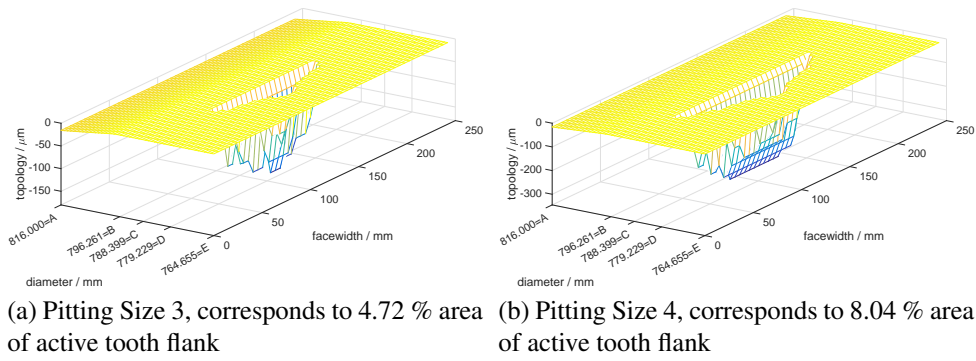 0
-50
-100
-150
topology / μm
816.000=A
796.261=B
788.399=C
779.229=D
764.655=E
diameter / mm
0
50
100
150
200
250
facewidth / mm
(a) Pitting Size 3, corresponds to 4.72 % area
of active tooth flank
0
-100
-200
-300
topology / μm
816.000=A
796.261=B
788.399=C
779.229=D
764.655=E
diameter / mm
0
50
100
150
200
250
facewidth / mm
(b) Pitting Size 4, corresponds to 8.04 % area
of active tooth flank